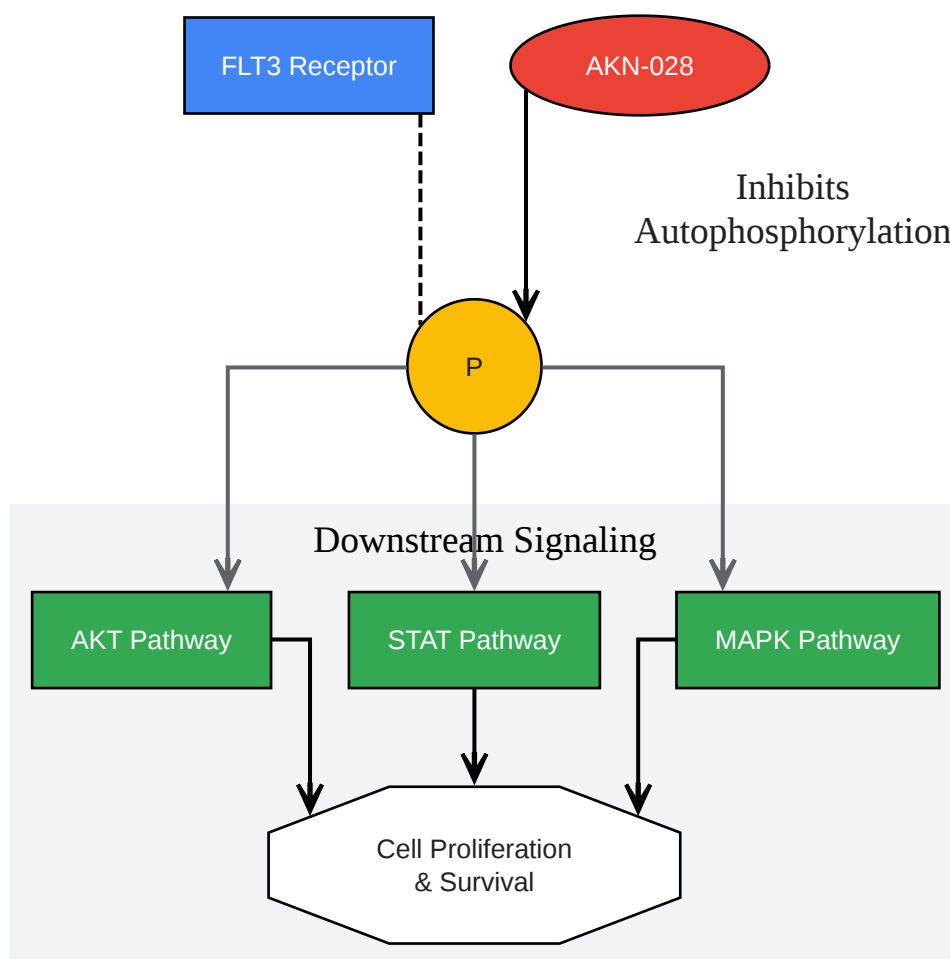 FLT3 Receptor
AKN-028
Inhibits
Autophosphorylation
P
Downstream Signaling
AKT Pathway
STAT Pathway
MAPK Pathway
Cell Proliferation
& Survival